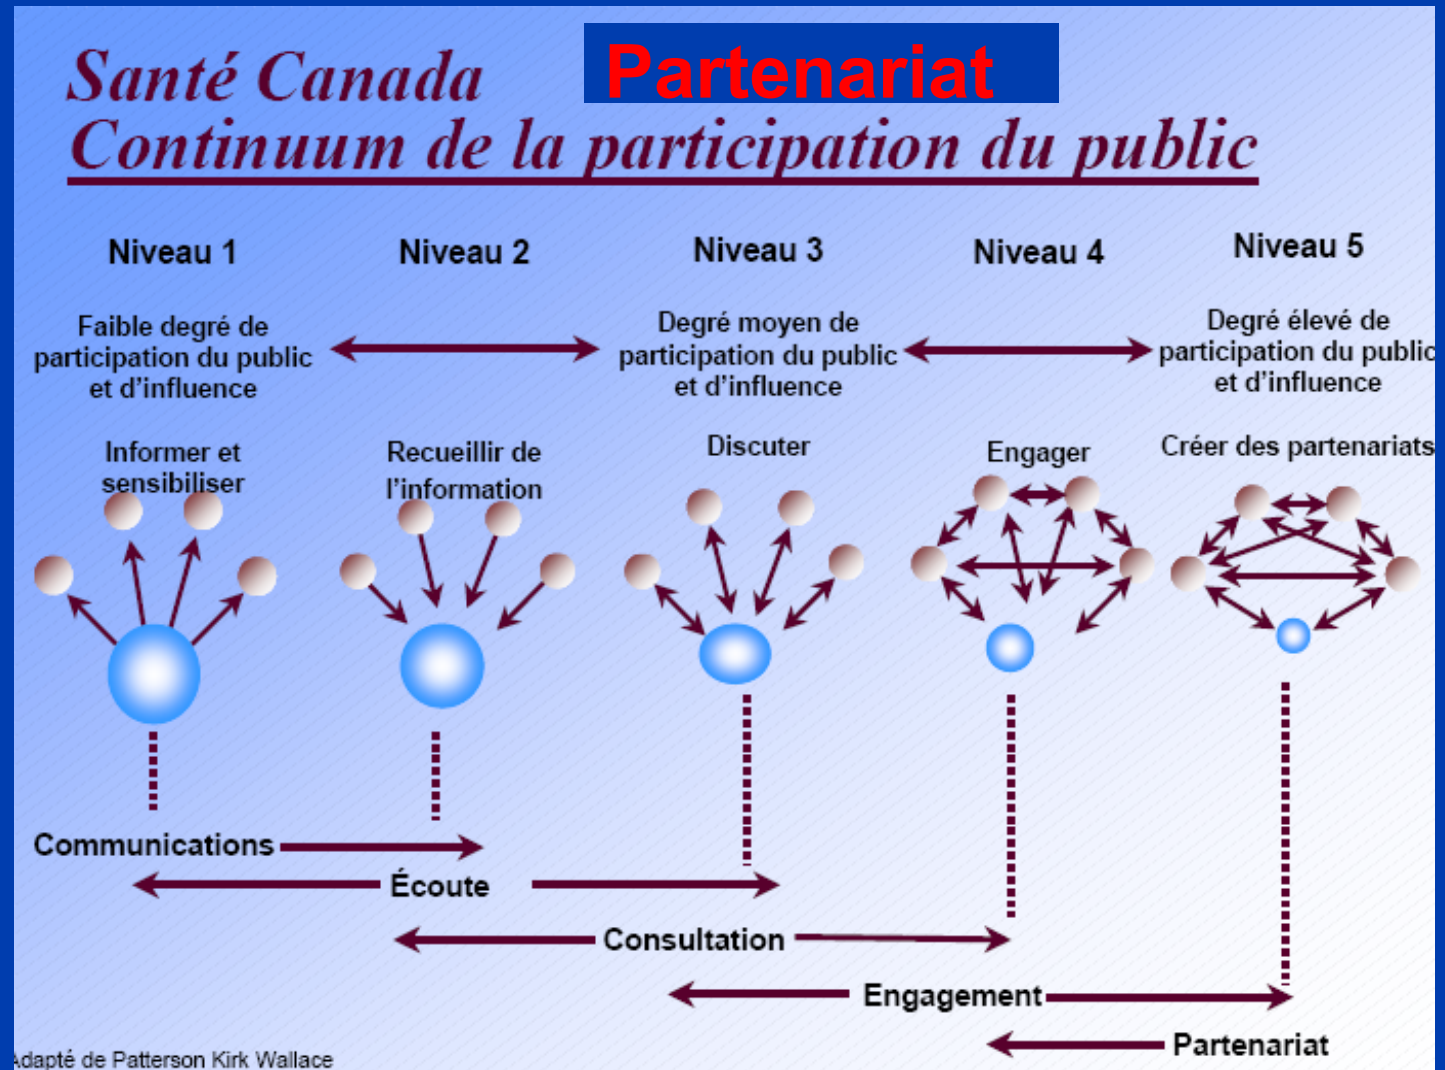 Santé Canada
Partenariat
Continuum de la participation du public
Niveau 1
Niveau 2
Niveau 3
Niveau 4
Niveau 5
Faible degré de
participation du public
et d'influence
Degré moyen de
participation du public
et d'influence
Degré élevé de
participation du public
et d'influence
Informer et
sensibiliser
Recueillir de
l'information
Discuter
Engager
Créer des partenariats
Communications
Écoute
Consultation
Engagement
Partenariat
Adapté de Patterson Kirk Wallace